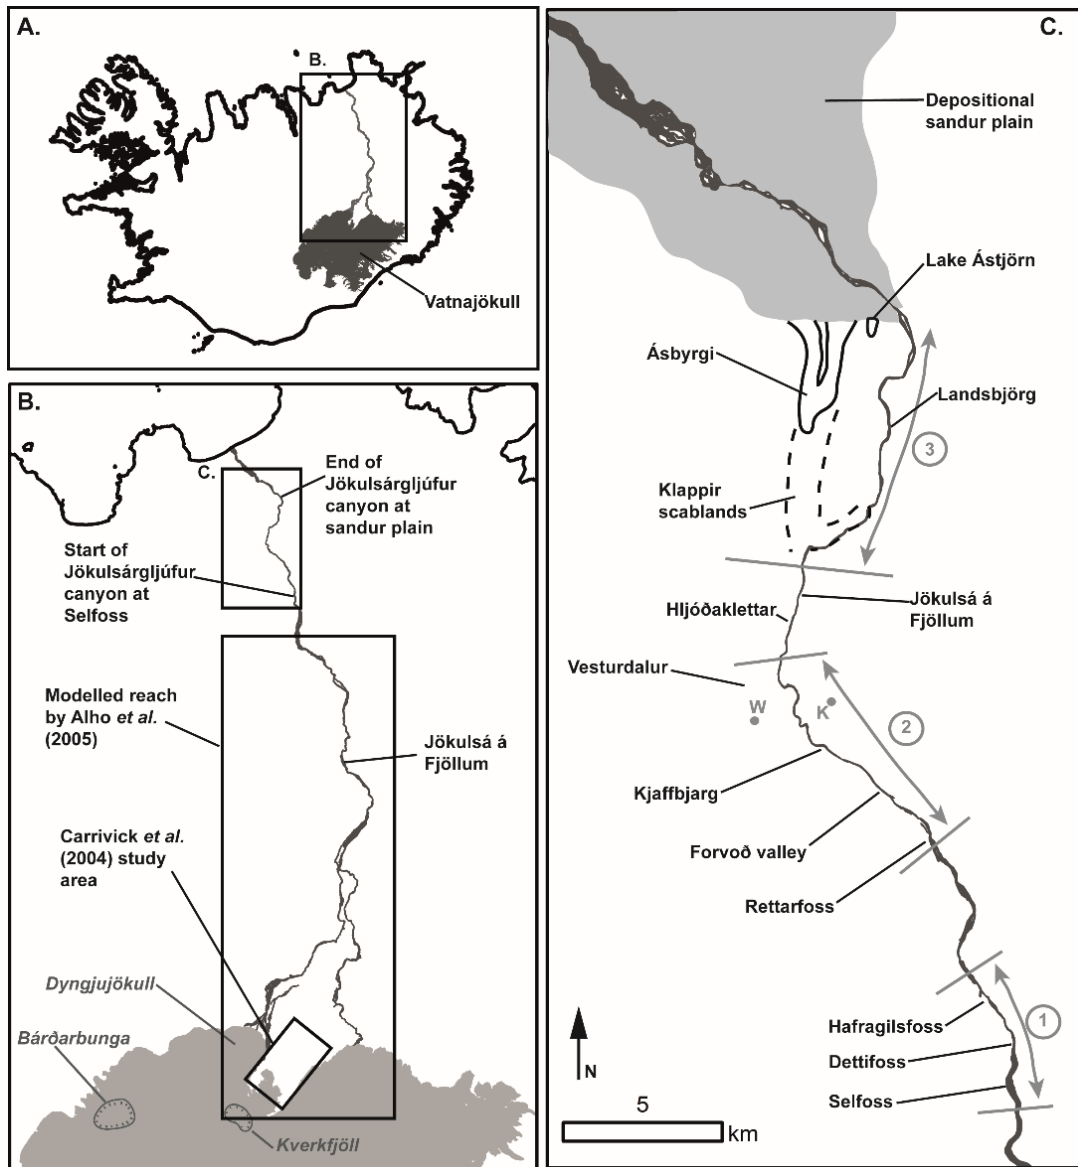 A.
B.
Vatnajökull
B.
C.
End of
Jökulsárgljúfur
canyon at
sandur plain
Start of
Jökulsárgljúfur
canyon at
Selfoss
Modelled reach
by Alho et al.
(2005)
Jökulsá á
Fjöllum
Carrivick et al.
(2004) study
area
Dyngjujökull
Bárðarbunga
Kverkfjöll
C.
Depositional
sandur plain
Lake Ástjörn
Ásbyrgi
Landsbjörg
3
Klappir
scablands
Jökulsá á
Fjöllum
Hljóðaklettar
Vesturdalur
W
K
2
Kjaffbjarg
Forvoð valley
Rettarfoss
Hafragilsfoss
1
Dettifoss
Selfoss
N
5
km